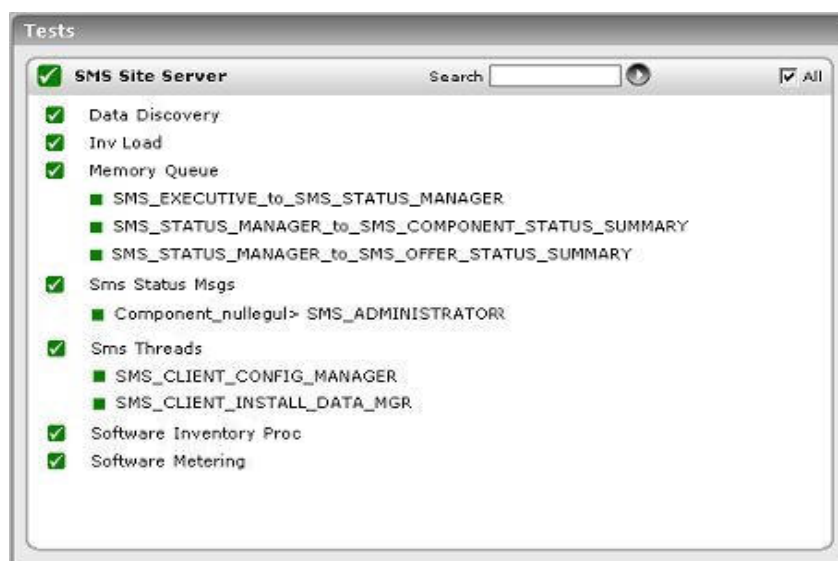 Tests
SMS Site Server Search All
Data Discovery
Inv Load
Memory Queue
SMS_EXECUTIVE_to_SMS_STATUS_MANAGER
SMS_STATUS_MANAGER_to_SMS_COMPONENT_STATUS_SUMMARY
SMS_STATUS_MANAGER_to_SMS_OFFER_STATUS_SUMMARY
Sms Status Msgs
Component_nullegul> SMS_ADMINISTRATORR
Sms Threads
SMS_CLIENT_CONFIG_MANAGER
SMS_CLIENT_INSTALL_DATA_MGR
Software Inventory Proc
Software Metering